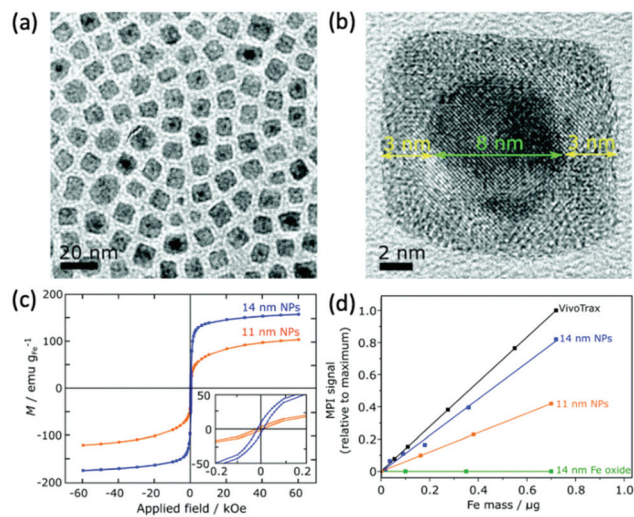 (a)
20 nm
(b)
3 nm 8 nm 3 nm
2 nm
(c)
200
100
0
-100
-200
M / emu gFe⁻¹
14 nm NPs
11 nm NPs
50
0
-50
-0.2 0 0.2
-60 -40 -20 0 20 40 60
Applied field / kOe
(d)
MPI signal
(relative to maximum)
1.0
0.8
0.6
0.4
0.2
0
VivoTrax
14 nm NPs
11 nm NPs
14 nm Fe oxide
0 0.2 0.4 0.6 0.8 1.0
Fe mass / µg